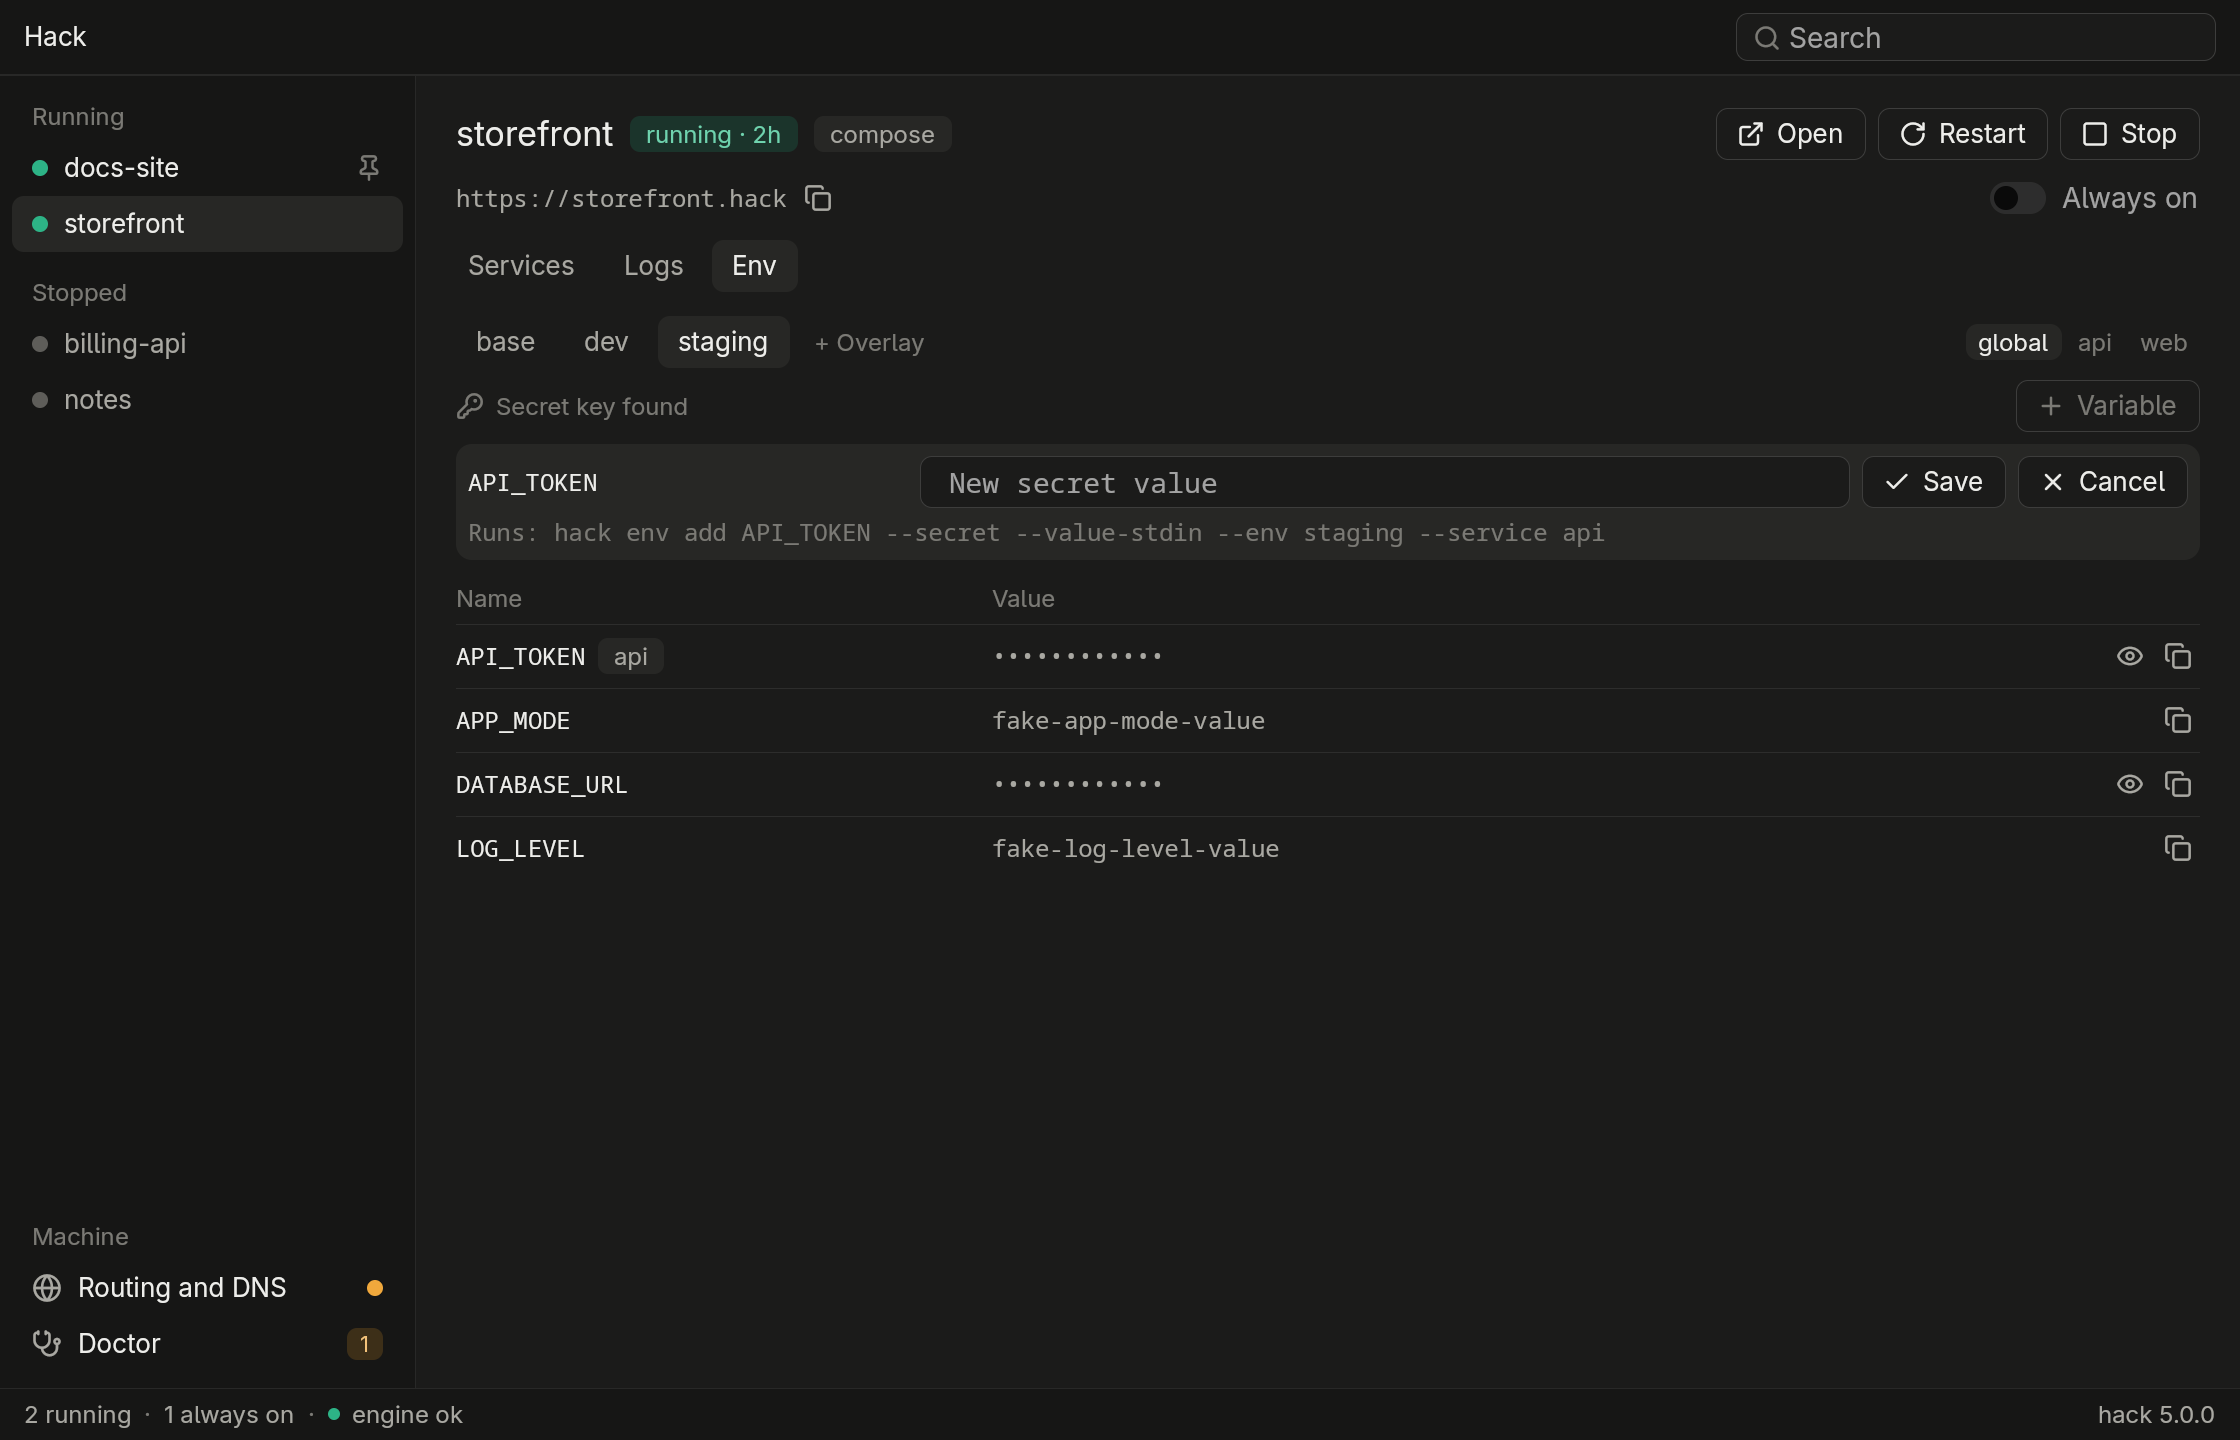 Hack
Search
Running
docs-site
storefront
Stopped
billing-api
notes
storefront running · 2h compose
Open Restart Stop
https://storefront.hack
Always on
Services Logs Env
base dev staging + Overlay
global api web
Secret key found
+ Variable
API_TOKEN New secret value Save Cancel
Runs: hack env add API_TOKEN --secret --value-stdin --env staging --service api
Name Value
API_TOKEN api ••••••••••••
APP_MODE fake-app-mode-value
DATABASE_URL ••••••••••••
LOG_LEVEL fake-log-level-value
Machine
Routing and DNS
Doctor 1
2 running · 1 always on · engine ok
hack 5.0.0